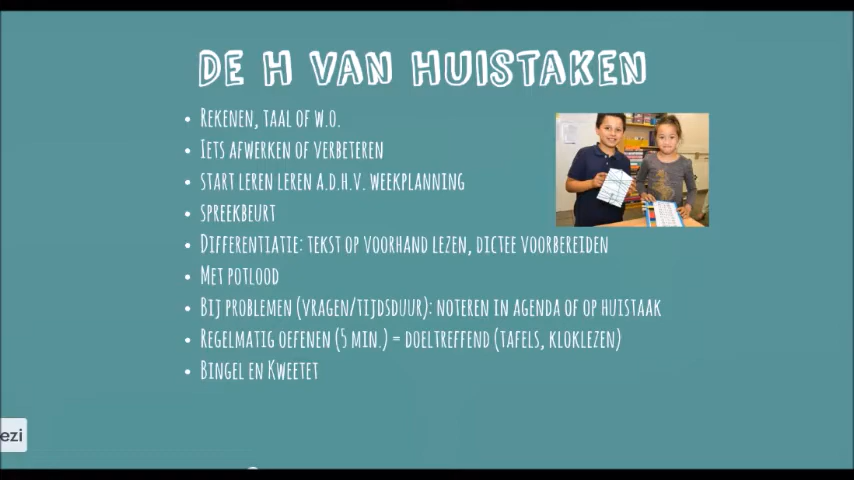 DE H VAN HUISTAKEN
• REKENEN, TAAL OF W.O.
• IETS AFWERKEN OF VERBETEREN
• START LEREN LEREN A.D.H.V. WEEKPLANNING
• SPREEKBEURT
• DIFFERENTIATIE: TEKST OP VOORHAND LEZEN, DICTEE VOORBEREIDEN
• MET POTLOOD
• BIJ PROBLEMEN (VRAGEN/TIJDSDUUR): NOTEREN IN AGENDA OF OP HUISTAAK
• REGELMATIG OEFENEN (5 MIN.) = DOELTREFFEND (TAFELS, KLOKLEZEN)
• BINGEL EN KWEETET
ezi